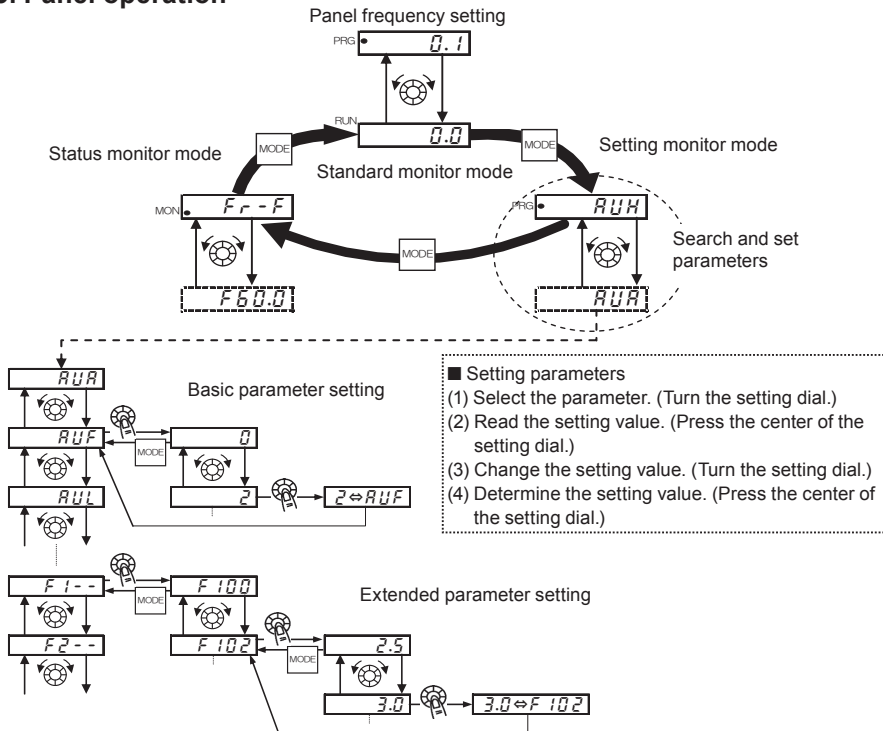 Panel operation
Panel frequency setting
PRG
0.1
RUN
0.0
MODE
MODE
Status monitor mode
Setting monitor mode
Standard monitor mode
MON
Fr-F
PRG
AUH
MODE
Search and set
parameters
F60.0
AUA
AUA
Basic parameter setting
AUF
MODE
0
AUL
2
2⇔AUF
■ Setting parameters
(1) Select the parameter. (Turn the setting dial.)
(2) Read the setting value. (Press the center of the
setting dial.)
(3) Change the setting value. (Turn the setting dial.)
(4) Determine the setting value. (Press the center of
the setting dial.)
F1--
MODE
F100
Extended parameter setting
F2--
F102
MODE
2.5
3.0
3.0⇔F102